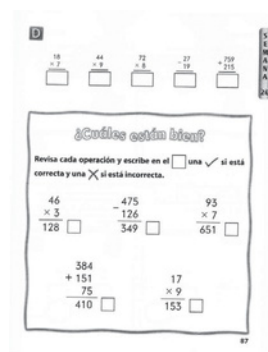 D
18 44 72 - 27 + 759
× 7 × 9 × 8 19 215
SEMANA
¿Cuáles están bien?
Revisa cada operación y escribe en el □ una ✓ si está
correcta y una ✗ si está incorrecta.
46 - 475 93
× 3 126 × 7
128 □ 349 □ 651 □
384
+ 151 17
75 × 9
410 □ 153 □
87